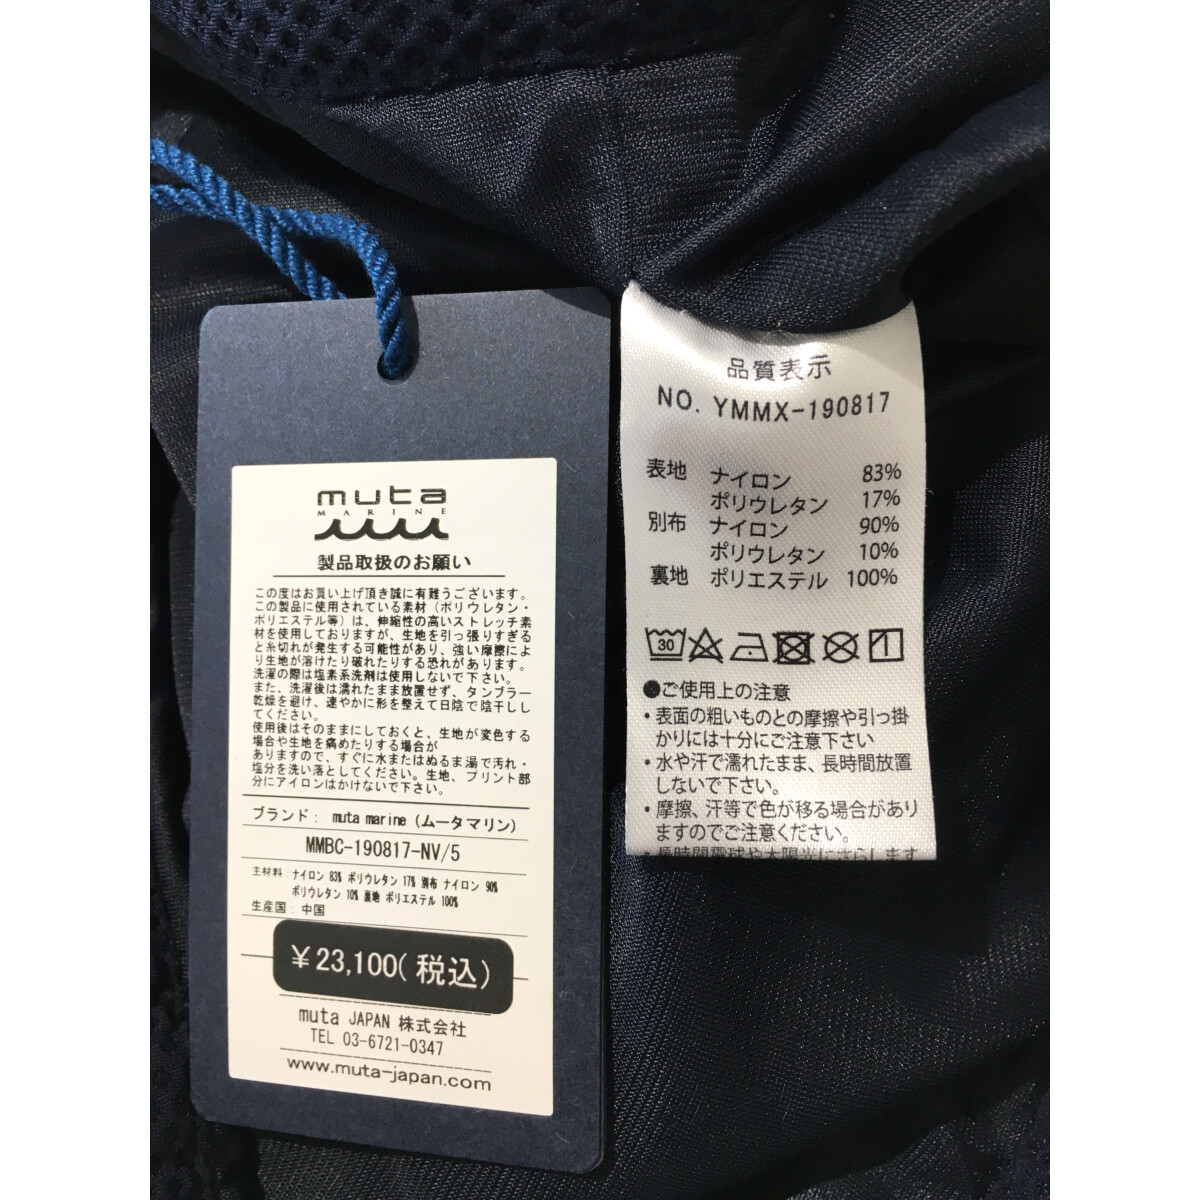 muta
MARINE
製品取扱のお願い
この度はお買い上げ頂き誠に有難うございます。
この製品に使用されている素材（ポリウレタン・
ポリエステル等）は、伸縮性の高いストレッチ素
材を使用しておりますが、生地を引っ張りすぎる
と糸切れが発生する可能性があり、強い摩擦によ
り生地が溶けたり破れたりする恐れがあります。
洗濯の際は塩素系洗剤は使用しないで下さい。
また、洗濯後は濡れたまま放置せず、タンブラー
乾燥を避け、速やかに形を整えて日陰で陰干しし
てください。
使用後はそのままにしておくと、生地が変色する
場合や生地を痛めたりする場合が
ありますので、すぐに水またはぬるま湯で汚れ・
塩分を洗い落としてください。生地、プリント部
分にアイロンはかけないで下さい。
ブランド： muta marine（ムータマリン）
MMBC-190817-NV/5
主材料：ナイロン 83% ポリウレタン 17% 別布 ナイロン 90%
ポリウレタン 10% 裏地 ポリエステル 100%
生産国：中国
￥23,100(税込)
muta JAPAN 株式会社
TEL 03-6721-0347
www.muta-japan.com
品質表示
NO. YMMX-190817
表地 ナイロン 83%
ポリウレタン 17%
別布 ナイロン 90%
ポリウレタン 10%
裏地 ポリエステル 100%
30
●ご使用上の注意
・表面の粗いものとの摩擦や引っ掛
かりには十分にご注意下さい
・水や汗で濡れたまま、長時間放置
しないで下さい。
・摩擦、汗等で色が移る場合があり
ますのでご注意ください。
・長時間電球や太陽光にさらします